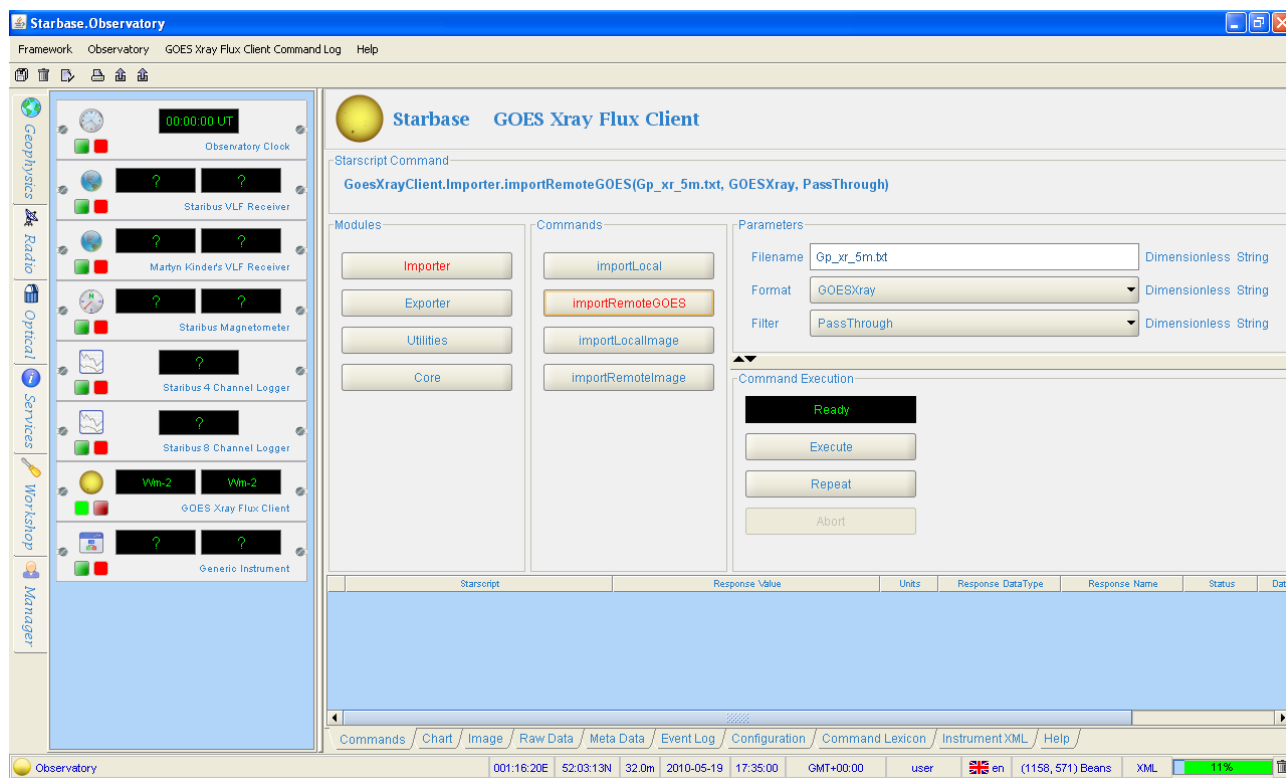 Starbase.Observatory
Framework Observatory GOES Xray Flux Client Command Log Help
Geophysics
Radio
Optical
Services
Workshop
Manager
00:00:00 UT
Observatory Clock
? ?
Staribus VLF Receiver
? ?
Martyn Kinder's VLF Receiver
? ?
Staribus Magnetometer
?
Staribus 4 Channel Logger
?
Staribus 8 Channel Logger
Wm-2 Wm-2
GOES Xray Flux Client
? ?
Generic Instrument
Starbase GOES Xray Flux Client
Starscript Command
GoesXrayClient.Importer.importRemoteGOES(Gp_xr_5m.txt, GOESXray, PassThrough)
Modules
Importer
Exporter
Utilities
Core
Commands
importLocal
importRemoteGOES
importLocalImage
importRemoteImage
Parameters
Filename Gp_xr_5m.txt Dimensionless String
Format GOESXray Dimensionless String
Filter PassThrough Dimensionless String
Command Execution
Ready
Execute
Repeat
Abort
Starscript Response Value Units Response DataType Response Name Status Dat
Commands Chart Image Raw Data Meta Data Event Log Configuration Command Lexicon Instrument XML Help
Observatory 001:16:20E 52:03:13N 32.0m 2010-05-19 17:35:00 GMT+00:00 user en (1158, 571) Beans XML 11%